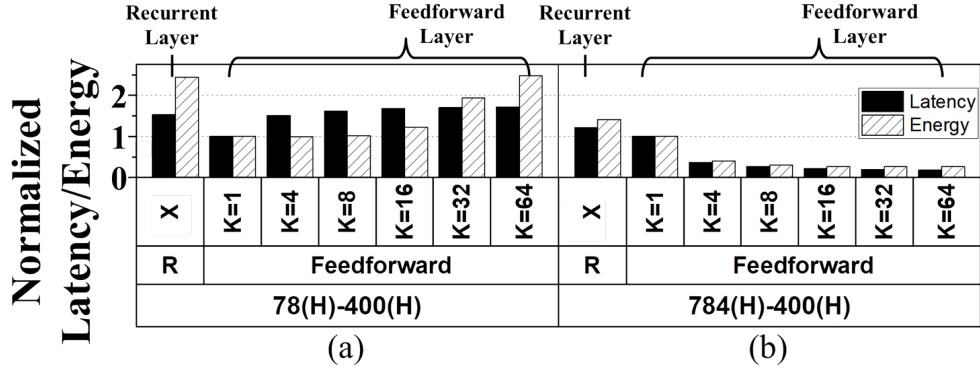 Recurrent
Layer
Feedforward
Layer
Recurrent
Layer
Feedforward
Layer
Normalized
Latency/Energy
2
1
0
Latency
Energy
X
K=1
K=4
K=8
K=16
K=32
K=64
X
K=1
K=4
K=8
K=16
K=32
K=64
R
Feedforward
R
Feedforward
78(H)-400(H)
784(H)-400(H)
(a)
(b)